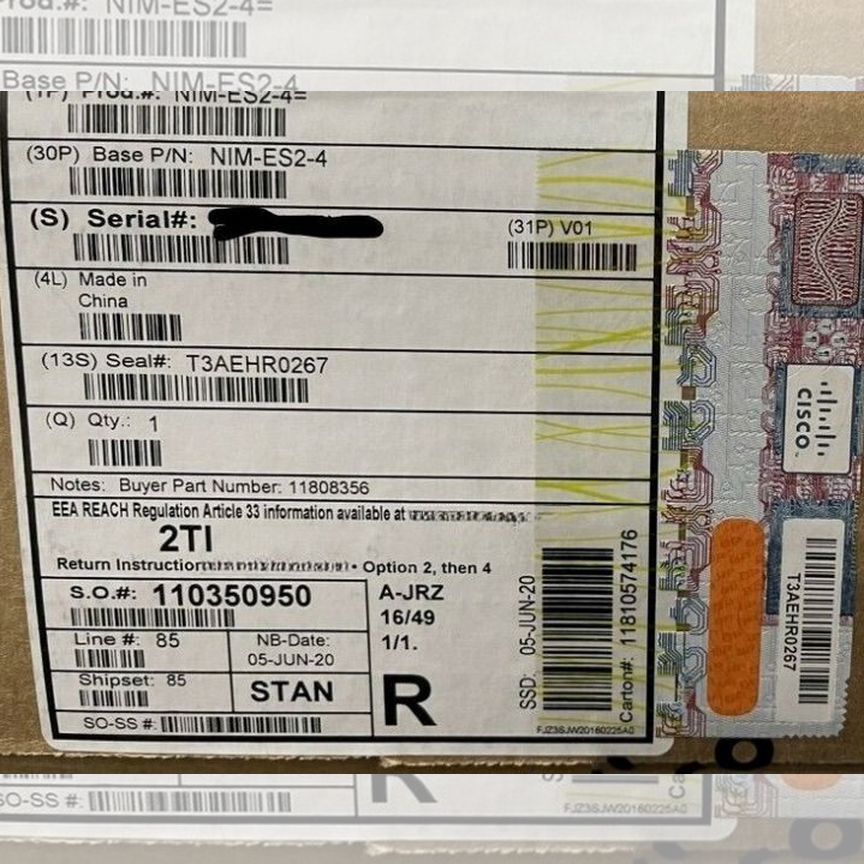 Prod.#: NIM-ES2-4=
Base P/N: NIM-ES2-4
(1P) Prod.#: NIM-ES2-4=
(30P) Base P/N: NIM-ES2-4
(S) Serial#:
(31P) V01
(4L) Made in
China
(13S) Seal#: T3AEHR0267
(Q) Qty.: 1
Notes: Buyer Part Number: 11808356
EEA REACH Regulation Article 33 information available at
2TI
Return Instruction • Option 2, then 4
S.O.#: 110350950
A-JRZ
16/49
1/1.
Line #: 85
NB-Date:
05-JUN-20
Shipset: 85
STAN
R
SO-SS #:
SSD: 05-JUN-20
Carton#: 11810574176
FJZ3SJW20160225A0
CISCO
T3AEHR0267
SO-SS #:
R
FJZ3SJW20160225A0